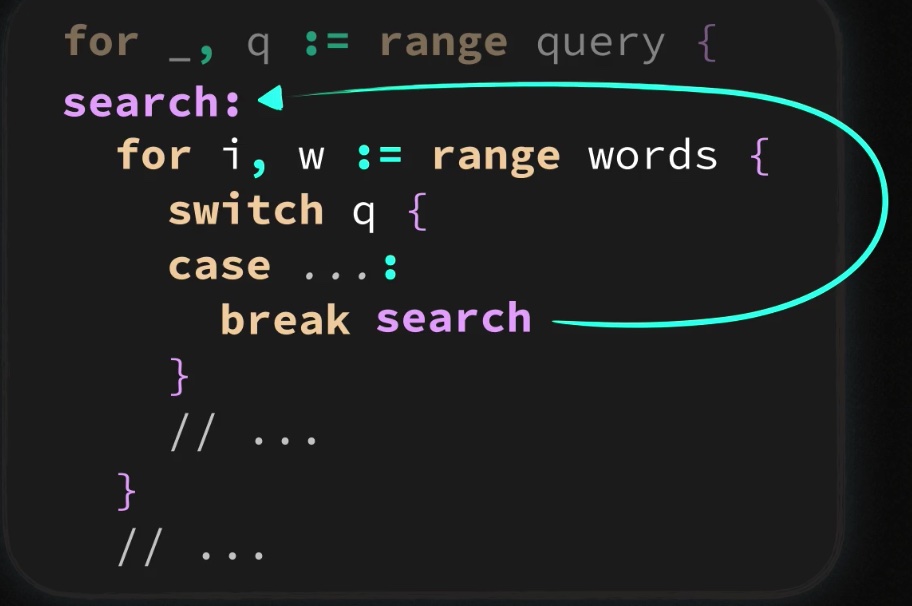 for _, q := range query {
search:
for i, w := range words {
switch q {
case ...:
break search
}
// ...
}
// ...